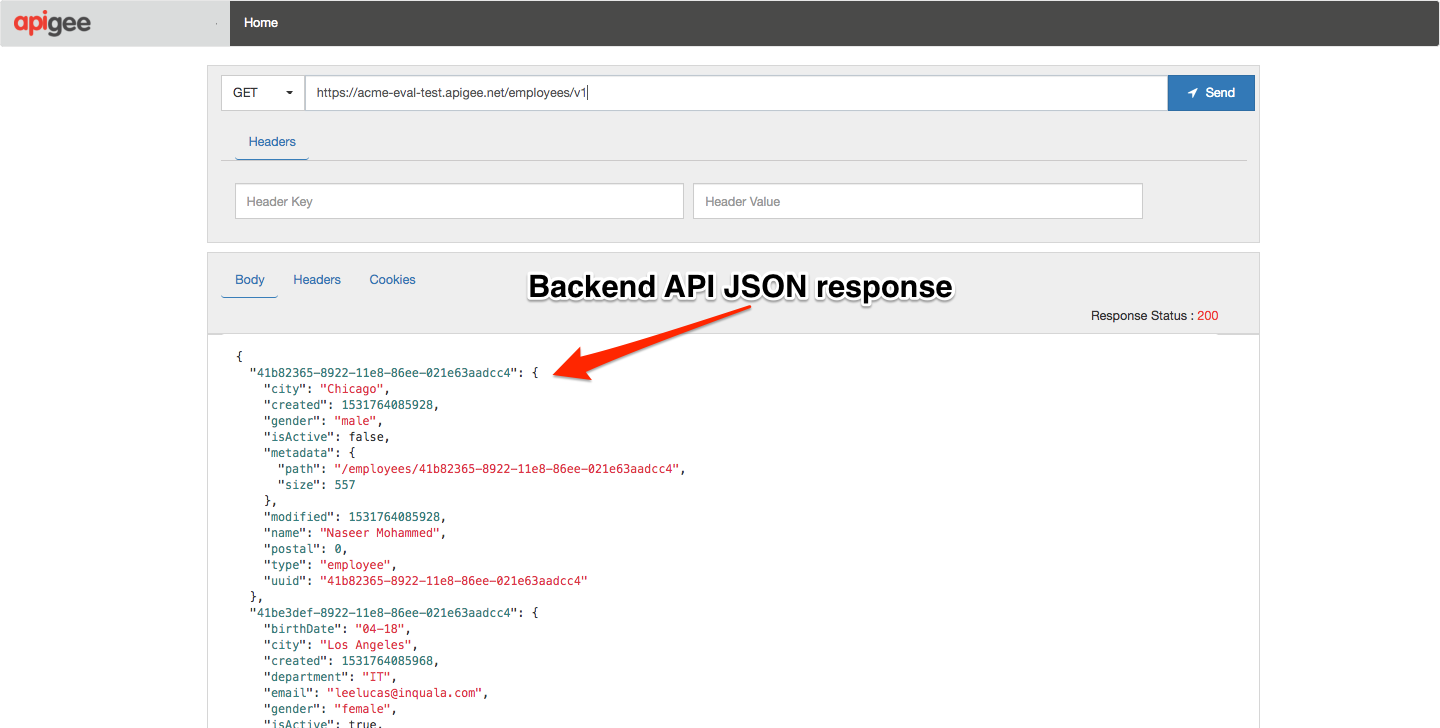 apigee
Home
GET
https://acme-eval-test.apigee.net/employees/v1
Send
Headers
Header Key
Header Value
Body
Headers
Cookies
Backend API JSON response
Response Status : 200
{
"41b82365-8922-11e8-86ee-021e63aadcc4": {
"city": "Chicago",
"created": 1531764085928,
"gender": "male",
"isActive": false,
"metadata": {
"path": "/employees/41b82365-8922-11e8-86ee-021e63aadcc4",
"size": 557
},
"modified": 1531764085928,
"name": "Naseer Mohammed",
"postal": 0,
"type": "employee",
"uuid": "41b82365-8922-11e8-86ee-021e63aadcc4"
},
"41be3def-8922-11e8-86ee-021e63aadcc4": {
"birthDate": "04-18",
"city": "Los Angeles",
"created": 1531764085968,
"department": "IT",
"email": "leelucas@inquala.com",
"gender": "female",
"isActive": true,